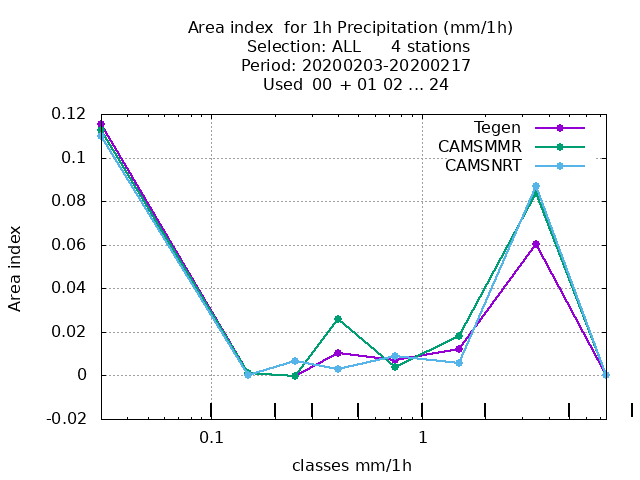 Area index  for 1h Precipitation (mm/1h)
Selection: ALL      4 stations
Period: 20200203-20200217
Used  00 + 01 02 ... 24
0.12
0.1
0.08
0.06
0.04
0.02
0
-0.02
Area index
Tegen
CAMSMMR
CAMSNRT
0.1 1
classes mm/1h